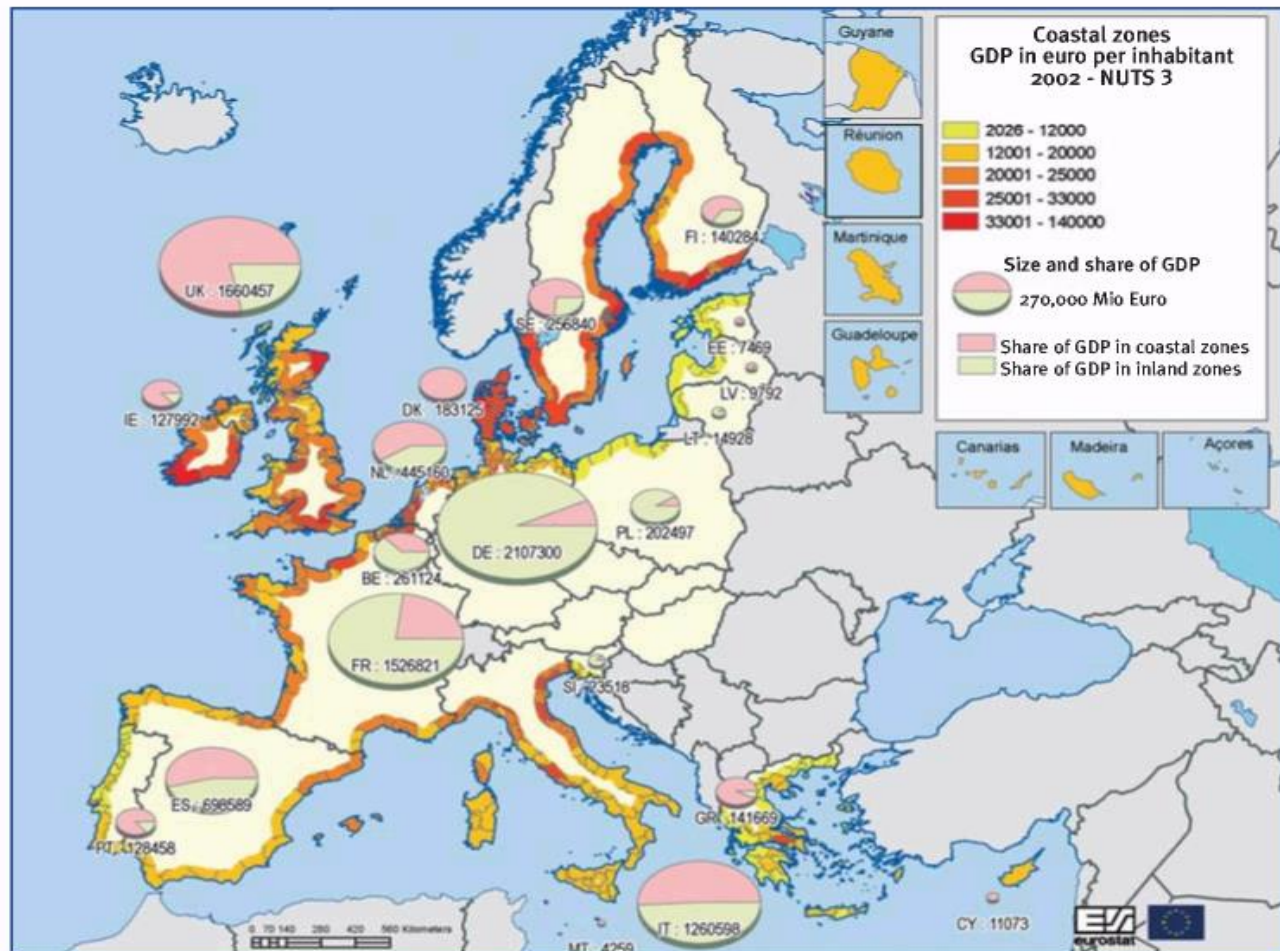 Coastal zones
GDP in euro per inhabitant
2002 - NUTS 3
2026 - 12000
12001 - 20000
20001 - 25000
25001 - 33000
33001 - 140000
Size and share of GDP
270,000 Mio Euro
Share of GDP in coastal zones
Share of GDP in inland zones
Guyane
Réunion
Martinique
Guadeloupe
Canarias
Madeira
Açores
FI : 140284
UK : 1660457
SE : 256840
EE : 7469
LV : 9792
IE : 127992
DK : 183125
LT : 14928
NL : 445160
PL : 202497
DE : 2107300
BE : 261124
FR : 1526821
SI : 23516
ES : 698589
GR : 141669
PT : 128458
IT : 1260598
CY : 11073
MT : 4259
0 70 140 280 420 560 Kilometers
eurostat